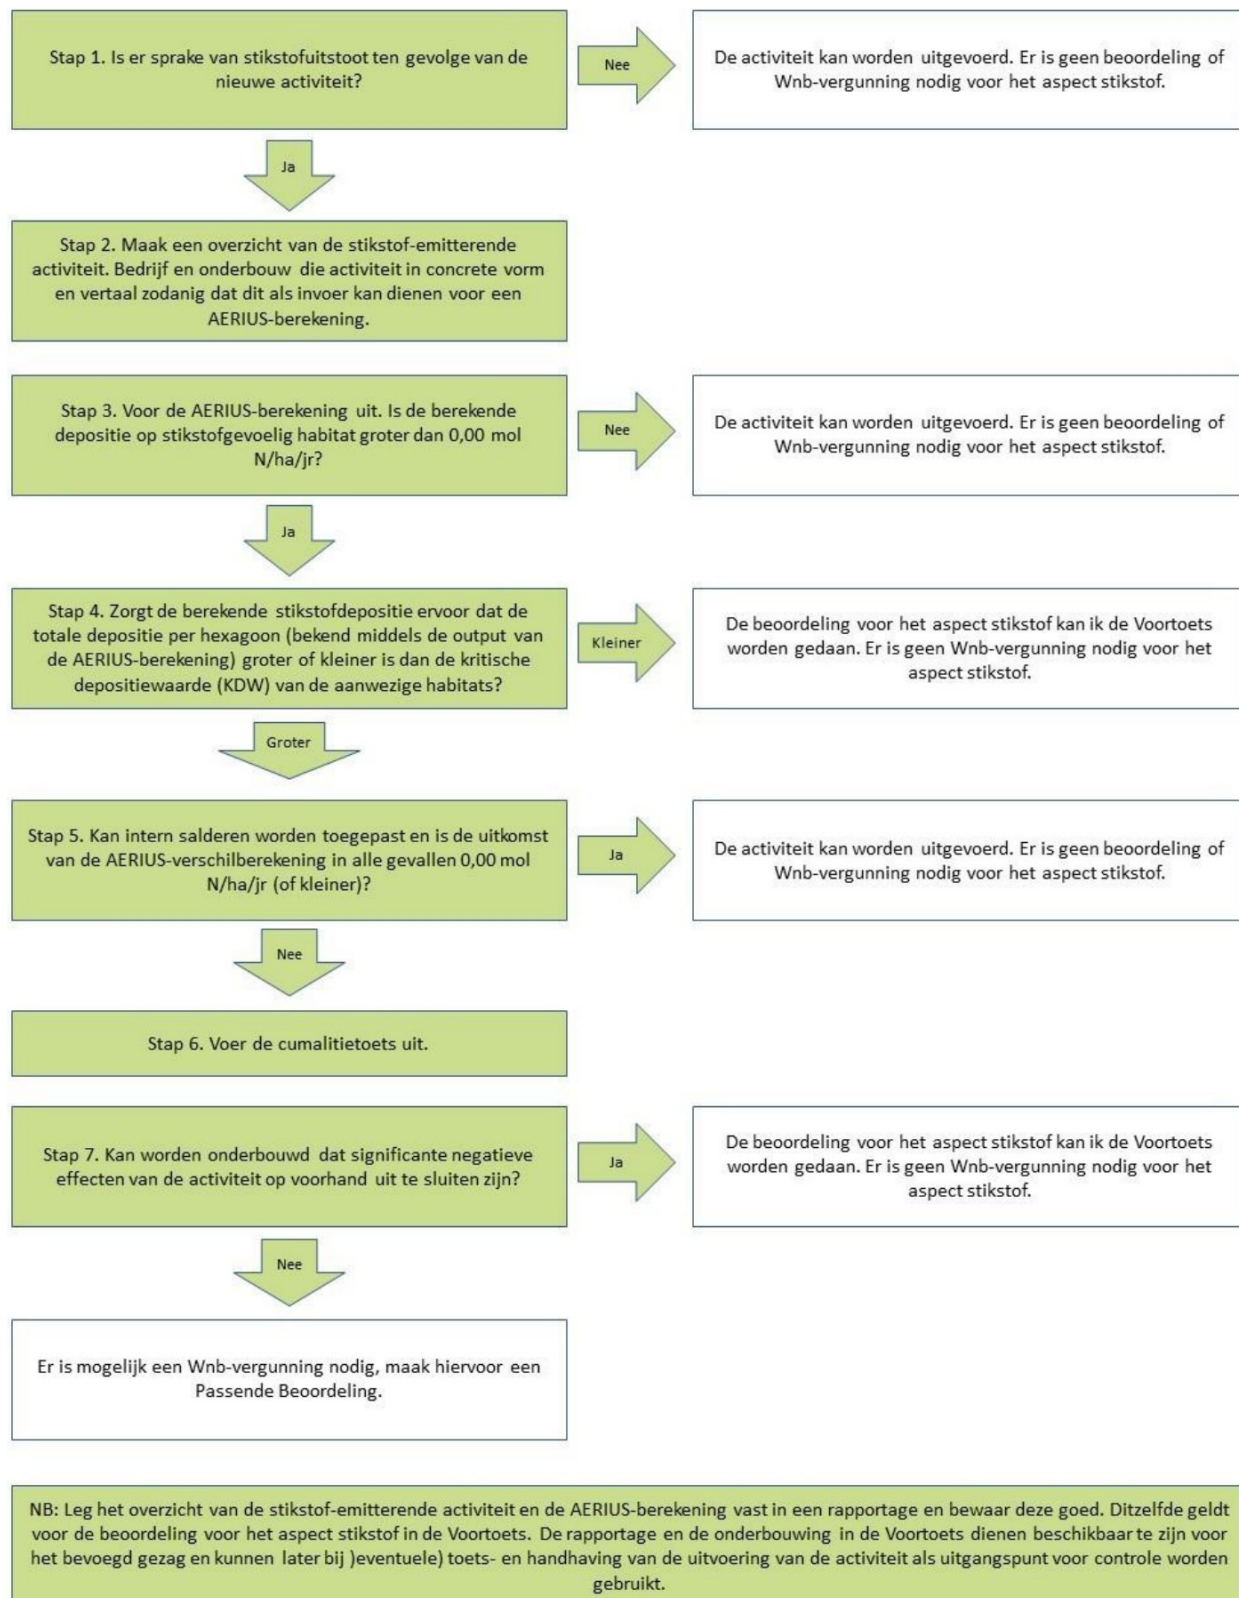 Stap 1. Is er sprake van stikstofuitstoot ten gevolge van de
nieuwe activiteit?
Nee
De activiteit kan worden uitgevoerd. Er is geen beoordeling of
Wnb-vergunning nodig voor het aspect stikstof.
Ja
Stap 2. Maak een overzicht van de stikstof-emitterende
activiteit. Bedrijf en onderbouw die activiteit in concrete vorm
en vertaal zodanig dat dit als invoer kan dienen voor een
AERIUS-berekening.
Stap 3. Voor de AERIUS-berekening uit. Is de berekende
depositie op stikstofgevoelig habitat groter dan 0,00 mol
N/ha/jr?
Nee
De activiteit kan worden uitgevoerd. Er is geen beoordeling of
Wnb-vergunning nodig voor het aspect stikstof.
Ja
Stap 4. Zorgt de berekende stikstofdepositie ervoor dat de
totale depositie per hexagoon (bekend middels de output van
de AERIUS-berekening) groter of kleiner is dan de kritische
depositiewaarde (KDW) van de aanwezige habitats?
Kleiner
De beoordeling voor het aspect stikstof kan ik de Voortoets
worden gedaan. Er is geen Wnb-vergunning nodig voor het
aspect stikstof.
Groter
Stap 5. Kan intern salderen worden toegepast en is de uitkomst
van de AERIUS-verschilberekening in alle gevallen 0,00 mol
N/ha/jr (of kleiner)?
Ja
De activiteit kan worden uitgevoerd. Er is geen beoordeling of
Wnb-vergunning nodig voor het aspect stikstof.
Nee
Stap 6. Voer de cumalitietoets uit.
Stap 7. Kan worden onderbouwd dat significante negatieve
effecten van de activiteit op voorhand uit te sluiten zijn?
Ja
De beoordeling voor het aspect stikstof kan ik de Voortoets
worden gedaan. Er is geen Wnb-vergunning nodig voor het
aspect stikstof.
Nee
Er is mogelijk een Wnb-vergunning nodig, maak hiervoor een
Passende Beoordeling.
NB: Leg het overzicht van de stikstof-emitterende activiteit en de AERIUS-berekening vast in een rapportage en bewaar deze goed. Ditzelfde geldt
voor de beoordeling voor het aspect stikstof in de Voortoets. De rapportage en de onderbouwing in de Voortoets dienen beschikbaar te zijn voor
het bevoegd gezag en kunnen later bij )eventuele) toets- en handhaving van de uitvoering van de activiteit als uitgangspunt voor controle worden
gebruikt.